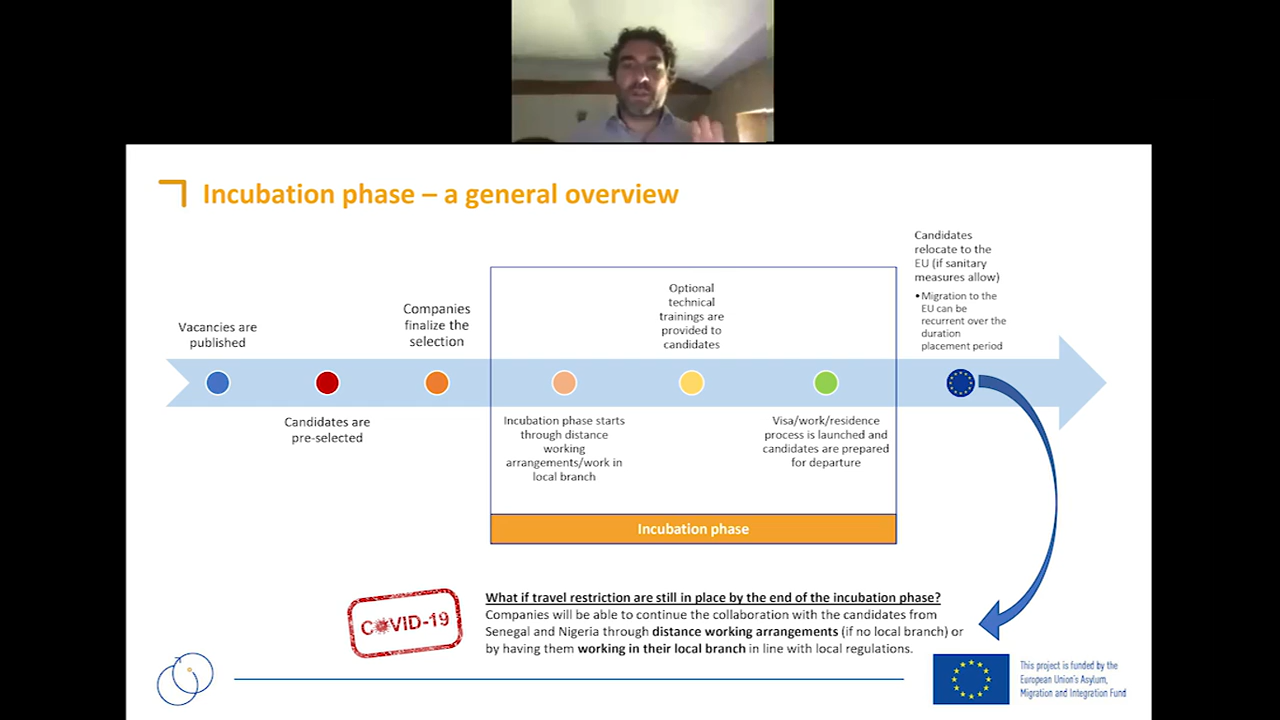 Incubation phase – a general overview
Vacancies are
published
Candidates are
pre-selected
Companies
finalize the
selection
Incubation phase starts
through distance
working
arrangements/work in
local branch
Optional
technical
trainings are
provided to
candidates
Visa/work/residence
process is launched and
candidates are prepared
for departure
Incubation phase
Candidates
relocate to the
EU (if sanitary
measures allow)
•Migration to the
EU can be
recurrent over the
duration
placement period
COVID-19
What if travel restriction are still in place by the end of the incubation phase?
Companies will be able to continue the collaboration with the candidates from
Senegal and Nigeria through distance working arrangements (if no local branch) or
by having them working in their local branch in line with local regulations.
This project is funded by the
European Union's Asylum,
Migration and Integration Fund